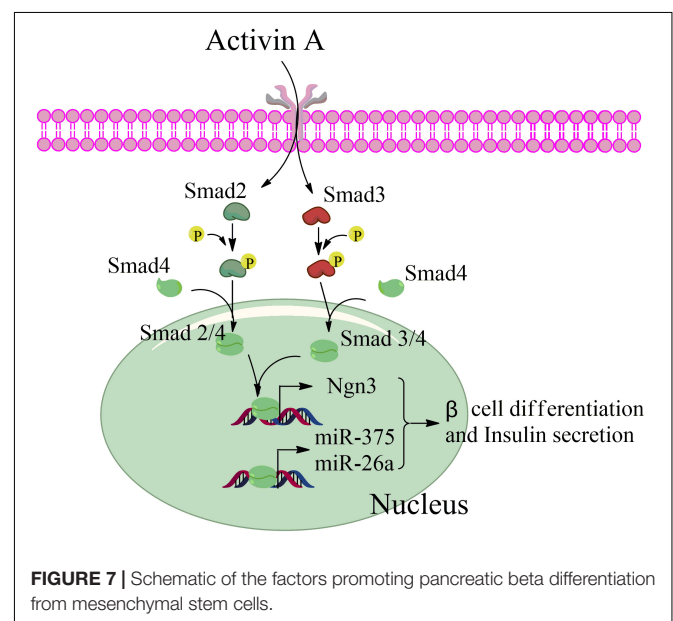 Activin A
Smad2
Smad3
P
P
P
P
Smad4
Smad4
Smad 2/4
Smad 3/4
Ngn3
miR-375
miR-26a
β cell differentiation
and Insulin secretion
Nucleus
FIGURE 7 | Schematic of the factors promoting pancreatic beta differentiation
from mesenchymal stem cells.